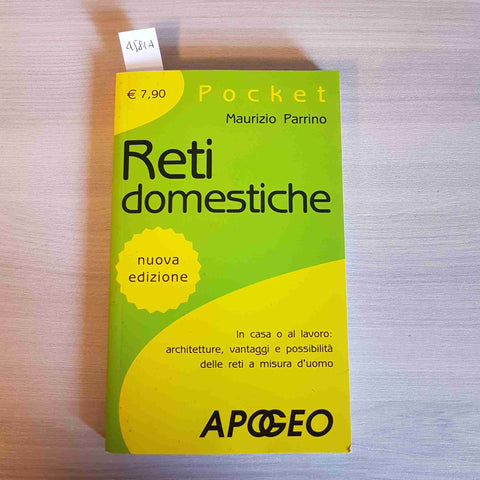 € 7,90
Pocket
Maurizio Parrino
Reti
domestiche
nuova
edizione
In casa o al lavoro:
architetture, vantaggi e possibilità
delle reti a misura d'uomo
APOGEO